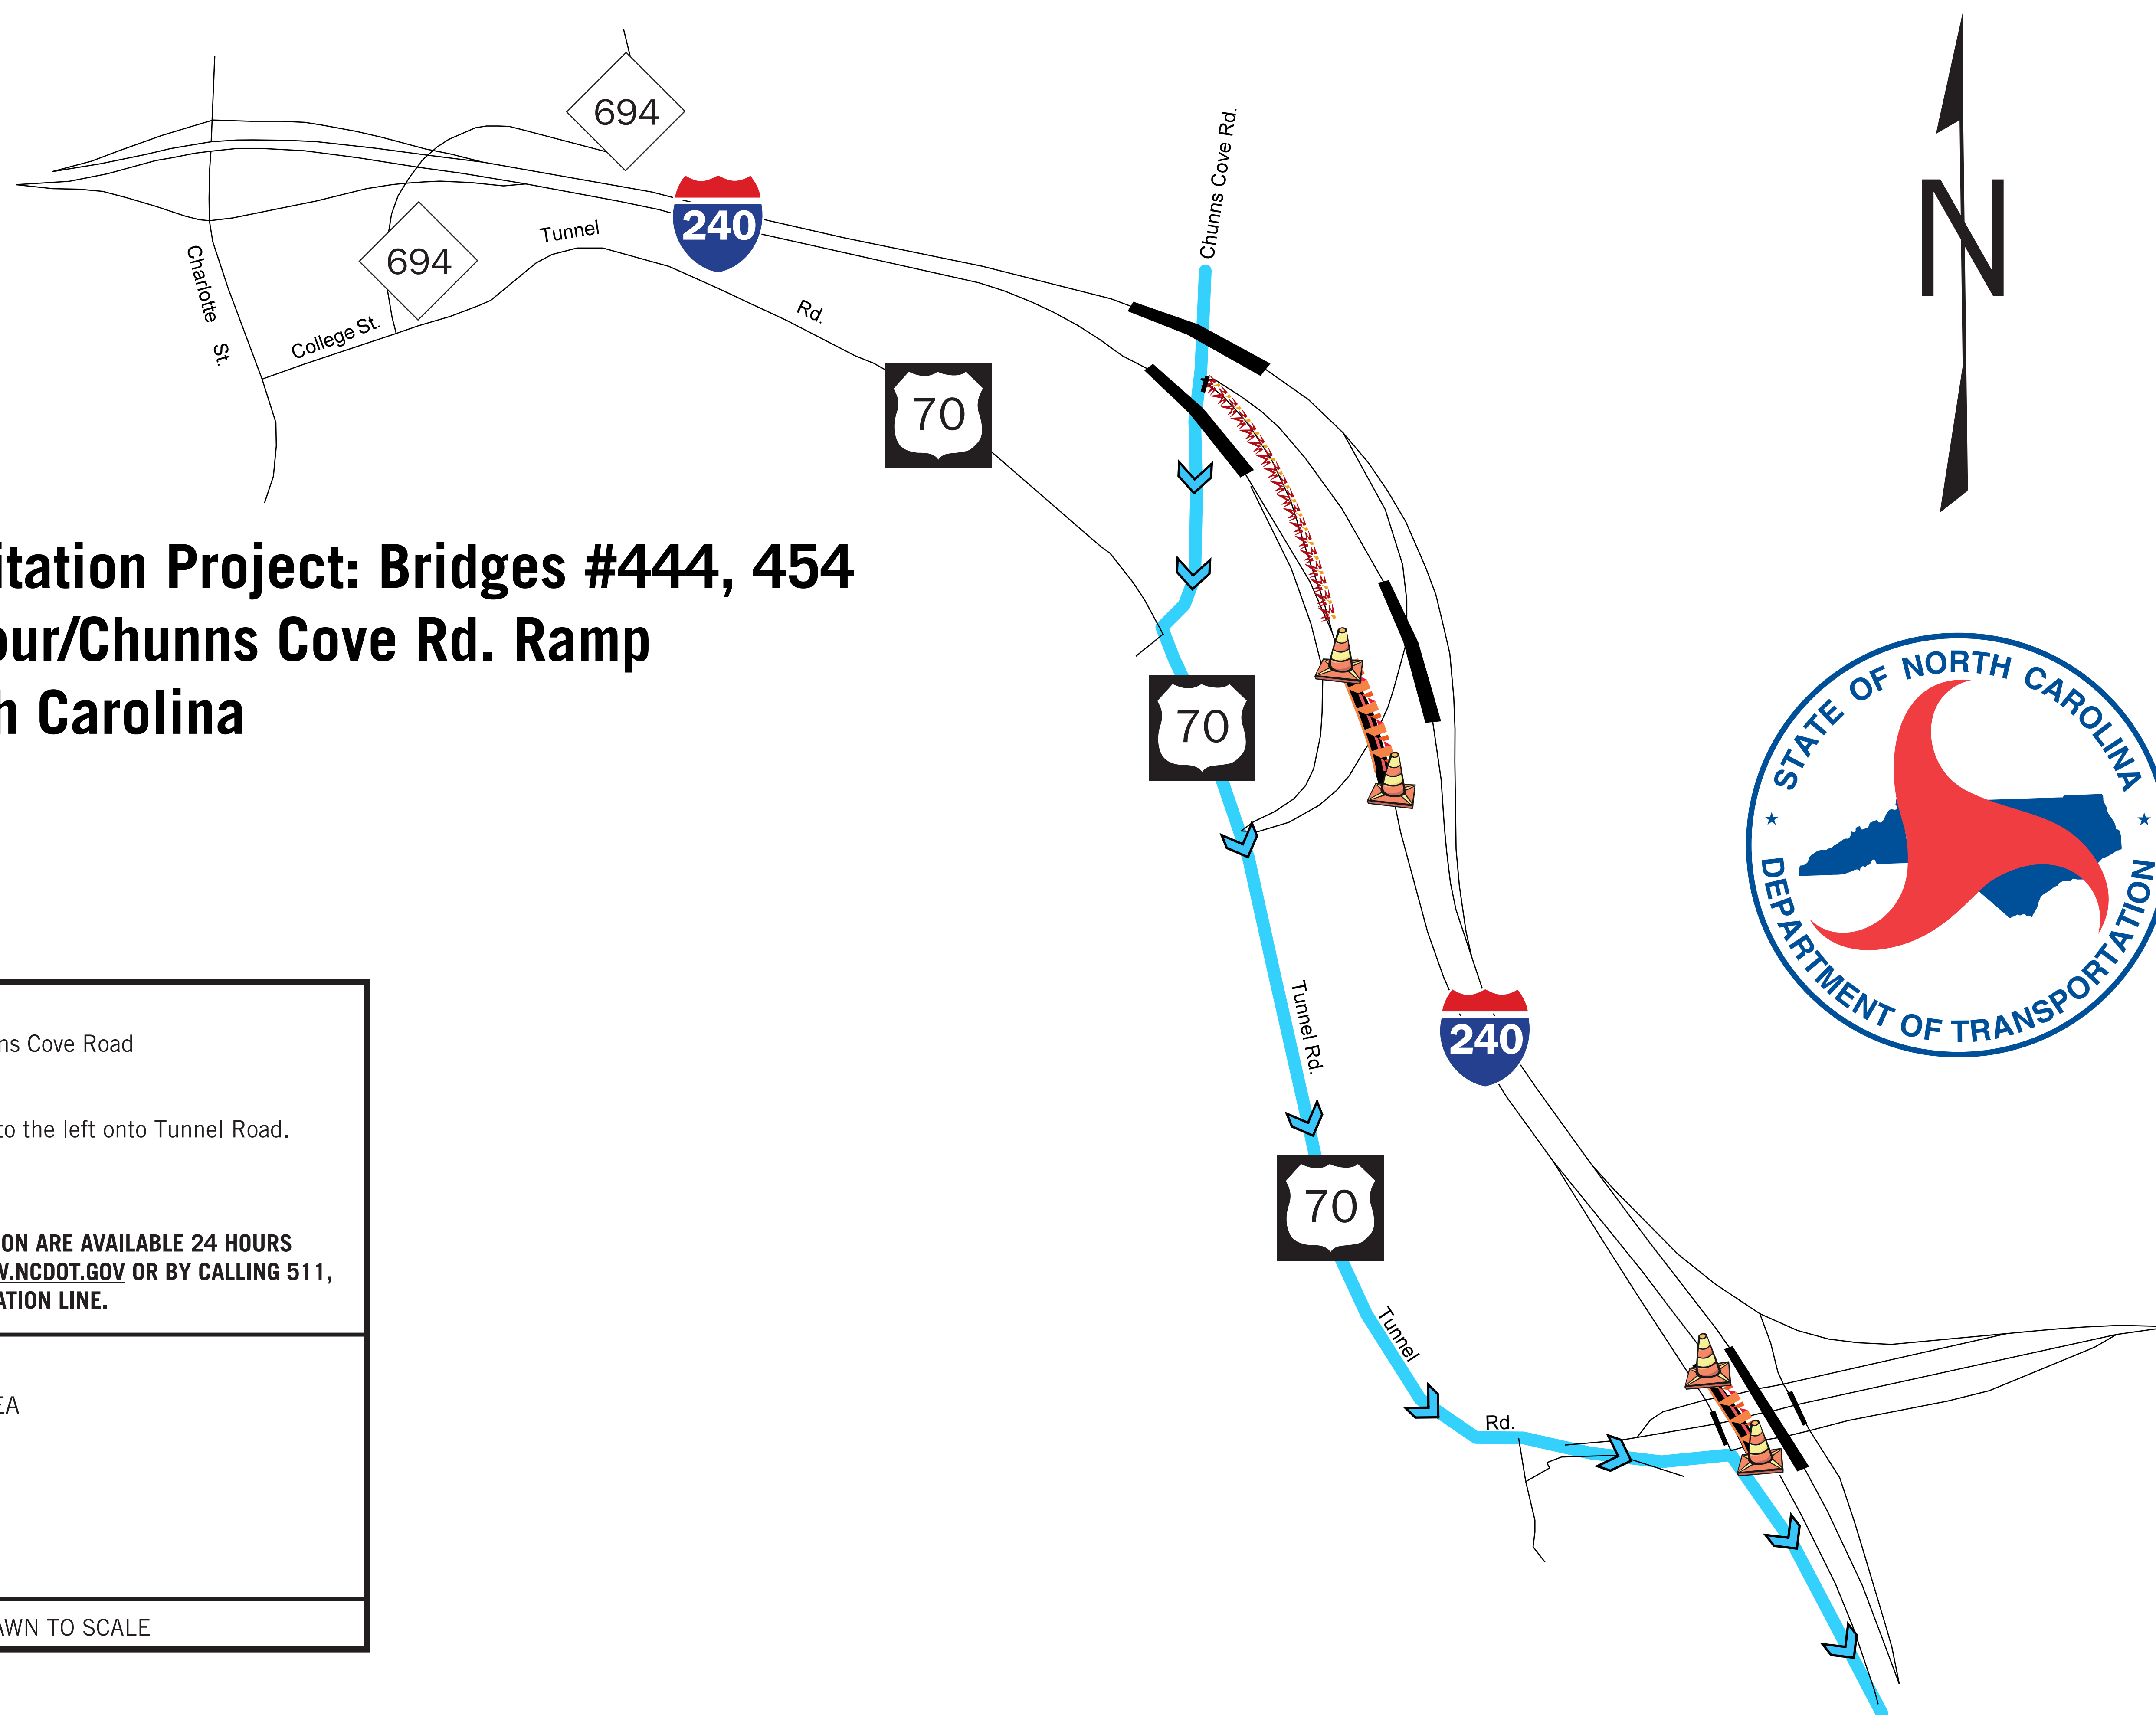 694
Chunns Cove Rd.
N
240
Tunnel
Charlotte St.
694
Rd.
College St.
70
itation Project: Bridges #444, 454
our/Chunns Cove Rd. Ramp
h Carolina
70
STATE OF NORTH CAROLINA
DEPARTMENT OF TRANSPORTATION
Tunnel Rd.
240
ns Cove Road
to the left onto Tunnel Road.
70
ON ARE AVAILABLE 24 HOURS
W.NCDOT.GOV OR BY CALLING 511,
ATION LINE.
Tunnel
Rd.
EA
AWN TO SCALE